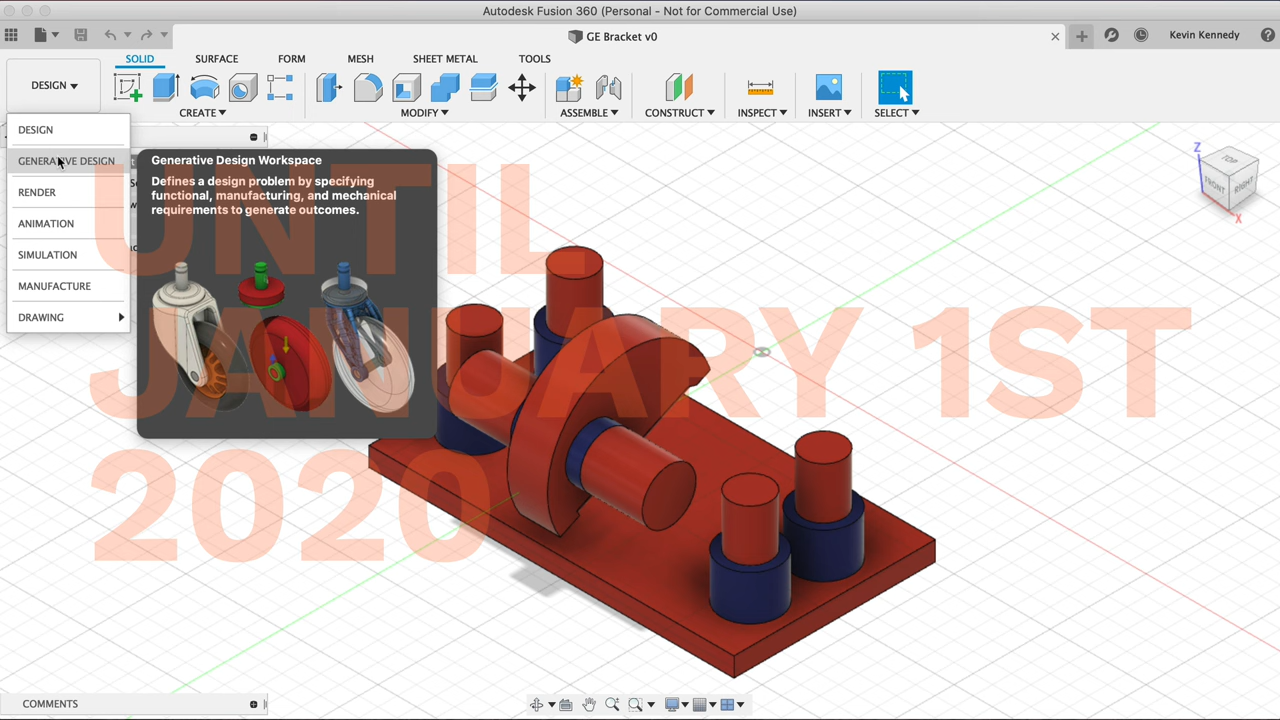 Autodesk Fusion 360 (Personal - Not for Commercial Use)
GE Bracket v0
Kevin Kennedy
SOLID SURFACE FORM MESH SHEET METAL TOOLS
DESIGN
CREATE MODIFY ASSEMBLE CONSTRUCT INSPECT INSERT SELECT
DESIGN
GENERATIVE DESIGN
RENDER
ANIMATION
SIMULATION
MANUFACTURE
DRAWING
Generative Design Workspace
Defines a design problem by specifying
functional, manufacturing, and mechanical
requirements to generate outcomes.
UNTIL
JANUARY 1ST
2020
Z
TOP
FRONT
RIGHT
X
COMMENTS